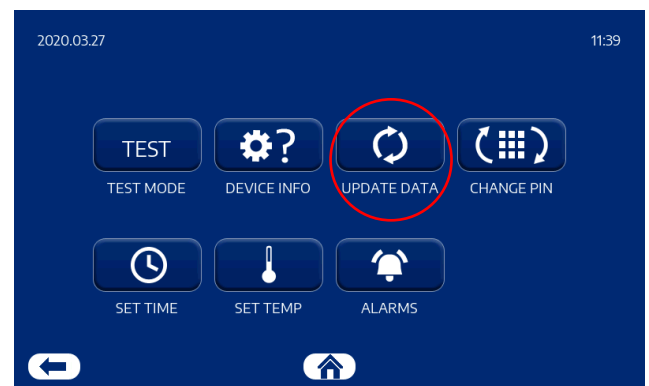 2020.03.27 11:39
TEST ?
TEST MODE DEVICE INFO UPDATE DATA CHANGE PIN
SET TIME SET TEMP ALARMS